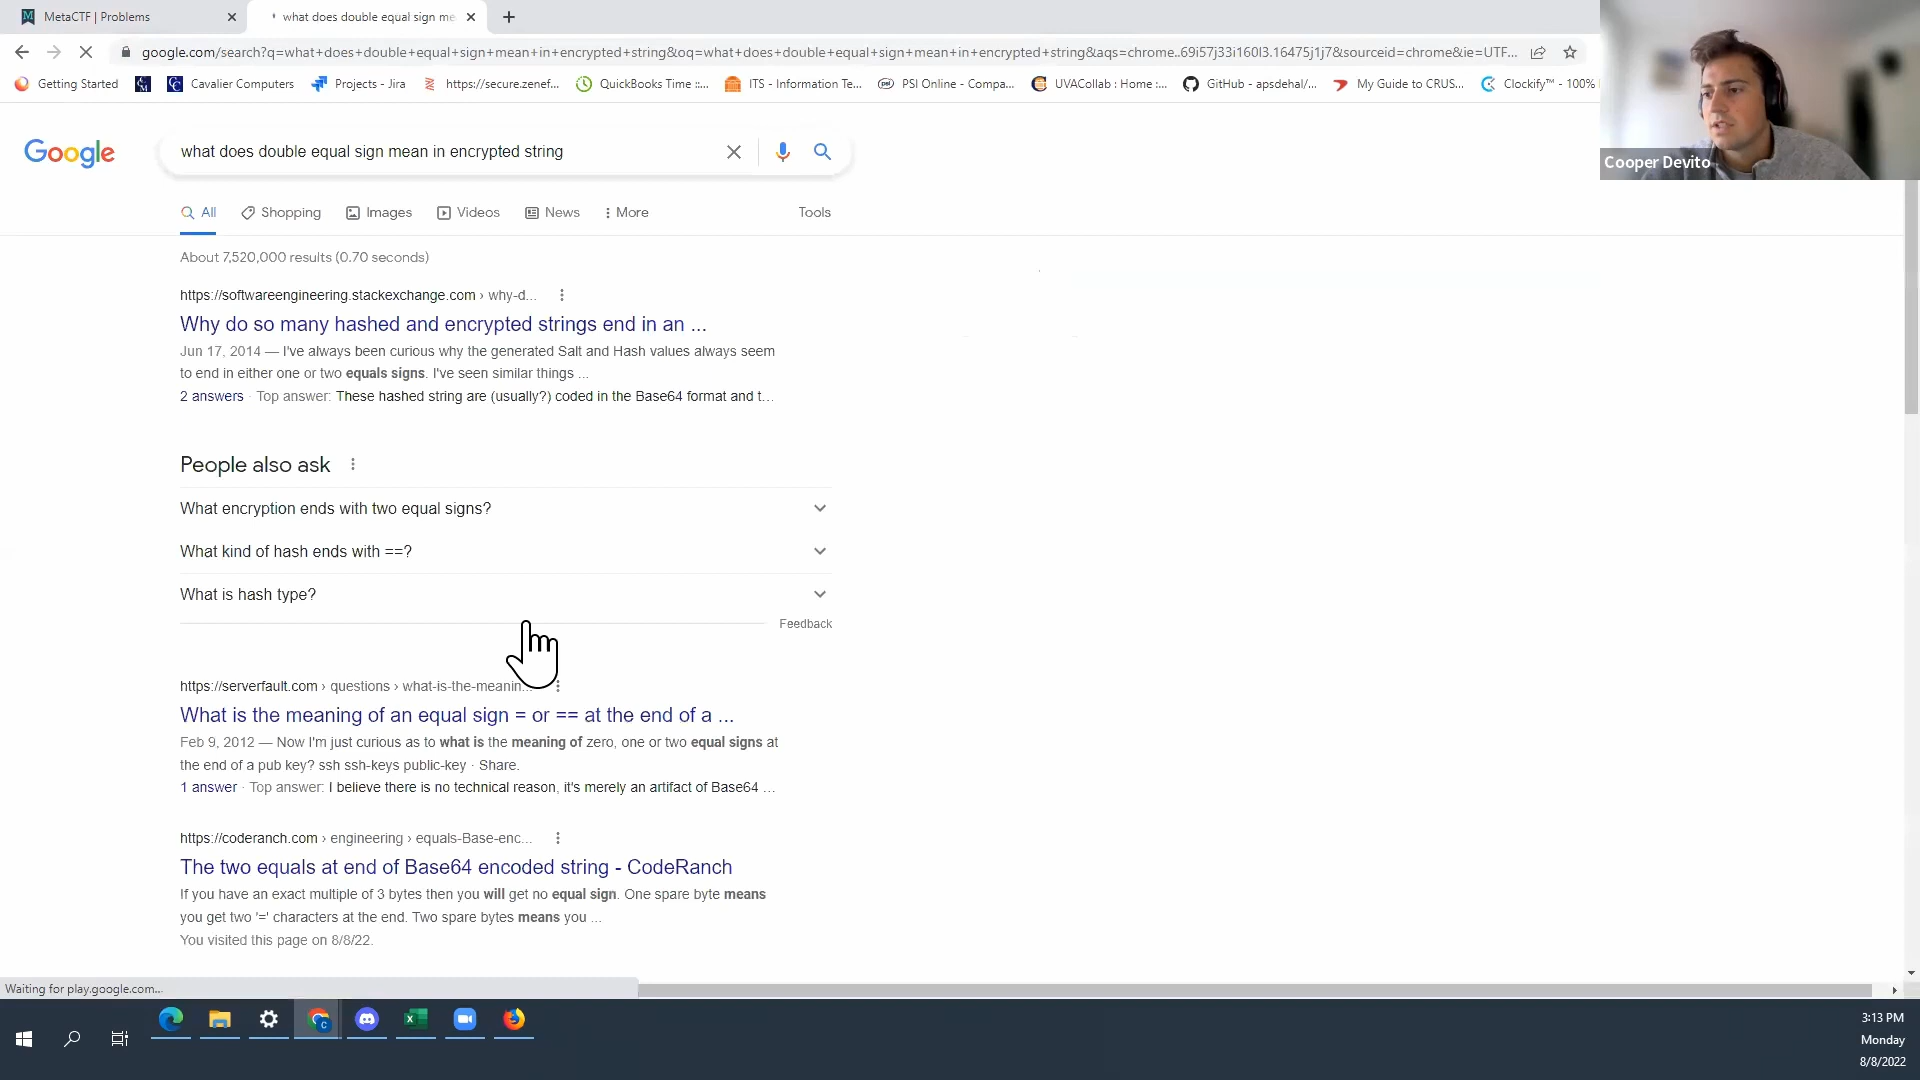 MetaCTF | Problems
what does double equal sign me
google.com/search?q=what+does+double+equal+sign+mean+in+encrypted+string&oq=what+does+double+equal+sign+mean+in+encrypted+string&aqs=chrome..69i57j33i160l3.16475j1j7&sourceid=chrome&ie=UTF...
Getting Started
Cavalier Computers
Projects - Jira
https://secure.zenef...
QuickBooks Time ::...
ITS - Information Te...
PSI Online - Compa...
UVACollab : Home :...
GitHub - apsdehal/...
My Guide to CRUS...
Clockify™ - 100%
Cooper Devito
Google
what does double equal sign mean in encrypted string
All
Shopping
Images
Videos
News
More
Tools
About 7,520,000 results (0.70 seconds)
https://softwareengineering.stackexchange.com › why-d...
Why do so many hashed and encrypted strings end in an ...
Jun 17, 2014 — I've always been curious why the generated Salt and Hash values always seem
to end in either one or two equals signs. I've seen similar things ...
2 answers · Top answer: These hashed string are (usually?) coded in the Base64 format and t...
People also ask
What encryption ends with two equal signs?
What kind of hash ends with ==?
What is hash type?
Feedback
https://serverfault.com › questions › what-is-the-meanin...
What is the meaning of an equal sign = or == at the end of a ...
Feb 9, 2012 — Now I'm just curious as to what is the meaning of zero, one or two equal signs at
the end of a pub key? ssh ssh-keys public-key · Share.
1 answer · Top answer: I believe there is no technical reason, it's merely an artifact of Base64 ...
https://coderanch.com › engineering › equals-Base-enc...
The two equals at end of Base64 encoded string - CodeRanch
If you have an exact multiple of 3 bytes then you will get no equal sign. One spare byte means
you get two '=' characters at the end. Two spare bytes means you ...
You visited this page on 8/8/22.
Waiting for play.google.com...
3:13 PM
Monday
8/8/2022